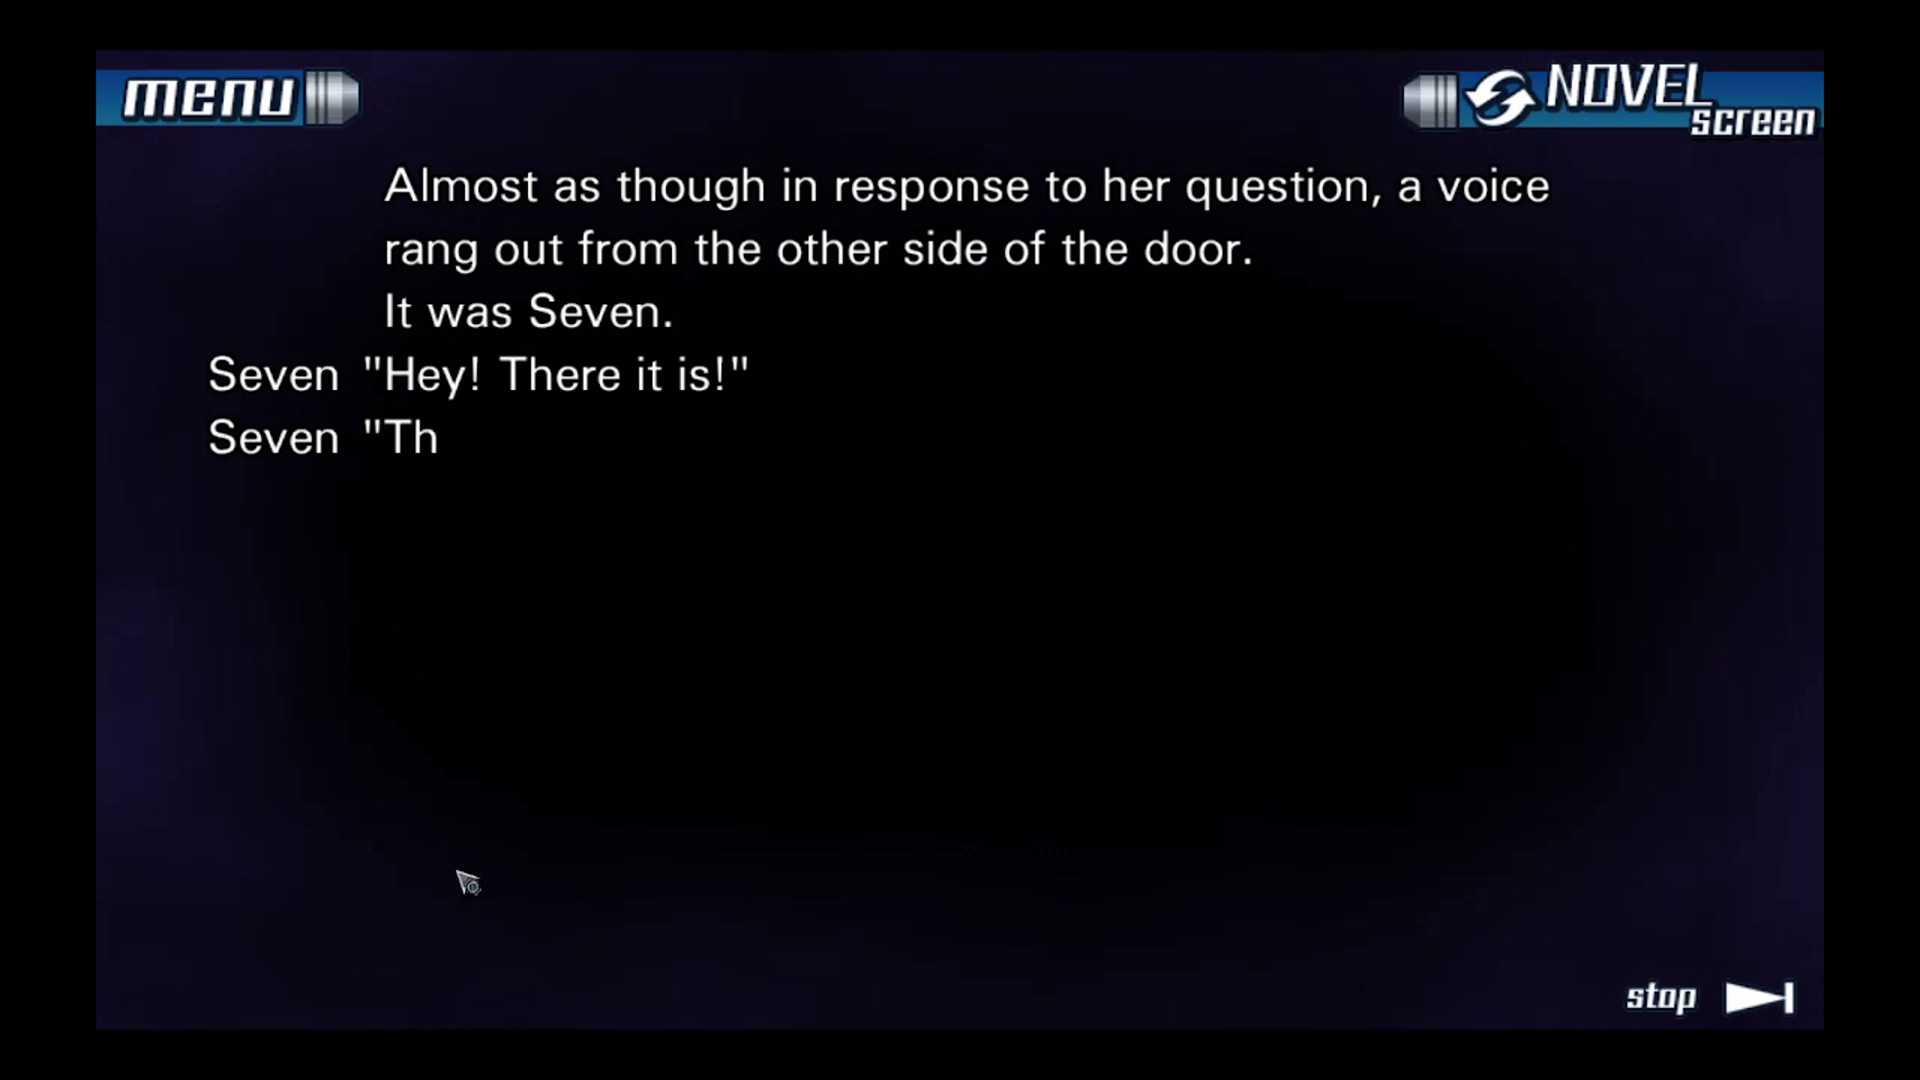 menu
NOVEL
screen
Almost as though in response to her question, a voice
rang out from the other side of the door.
It was Seven.
Seven "Hey! There it is!"
Seven "Th
stop